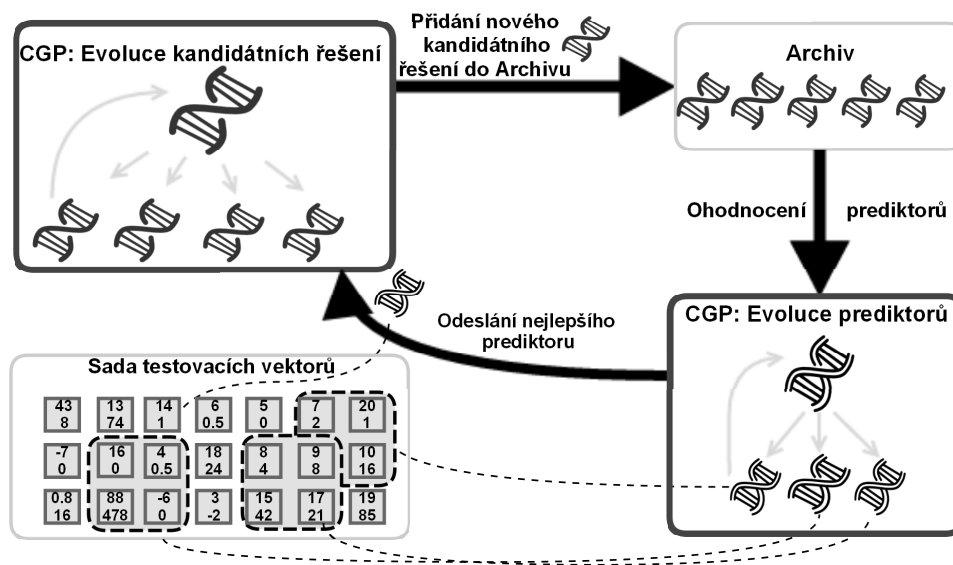 CGP: Evoluce kandidátních řešení
Přidání nového
kandidátního
řešení do Archivu
Archiv
Ohodnocení prediktorů
CGP: Evoluce prediktorů
Odeslání nejlepšího
prediktoru
Sada testovacích vektorů
43 13 14 6 5 7 20
8 74 1 0.5 0 2 1
-7 16 4 18 8 9 10
0 0 0.5 24 4 8 16
0.8 88 -6 3 15 17 19
16 478 0 -2 42 21 85